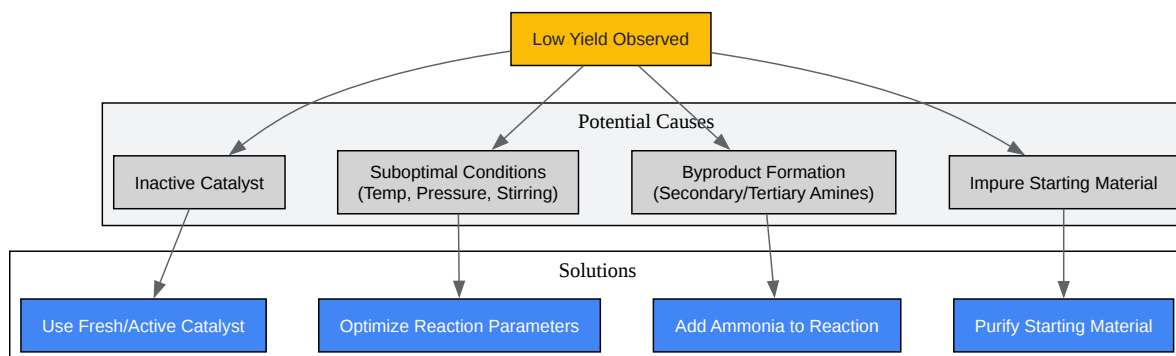 Low Yield Observed
Potential Causes
Inactive Catalyst
Suboptimal Conditions
(Temp, Pressure, Stirring)
Byproduct Formation
(Secondary/Tertiary Amines)
Impure Starting Material
Solutions
Use Fresh/Active Catalyst
Optimize Reaction Parameters
Add Ammonia to Reaction
Purify Starting Material